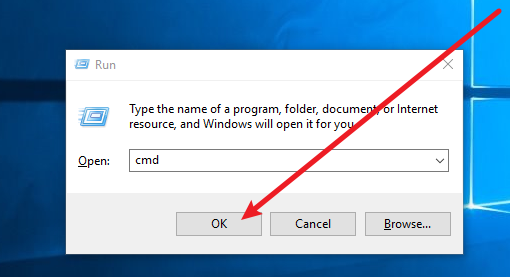 Run
Type the name of a program, folder, document, or Internet
resource, and Windows will open it for you.
Open: cmd
OK Cancel Browse...